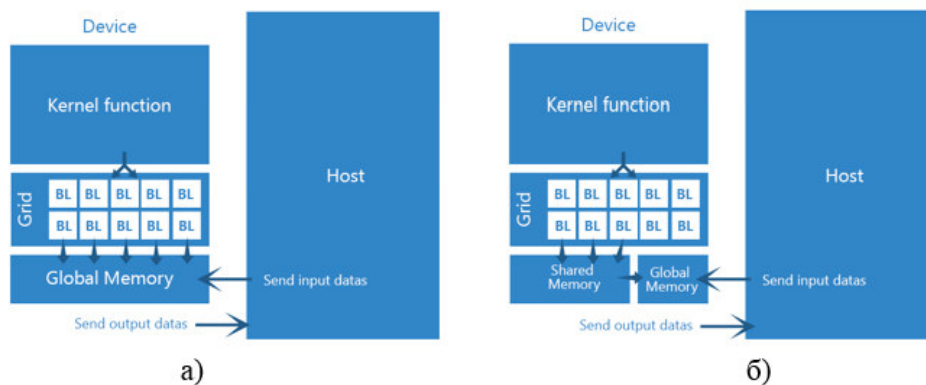 Device
Kernel function
Grid
BL BL BL BL BL
BL BL BL BL BL
Global Memory
Host
Send input datas
Send output datas
а)
Device
Kernel function
Grid
BL BL BL BL BL
BL BL BL BL BL
Shared
Memory
Global
Memory
Host
Send input datas
Send output datas
б)